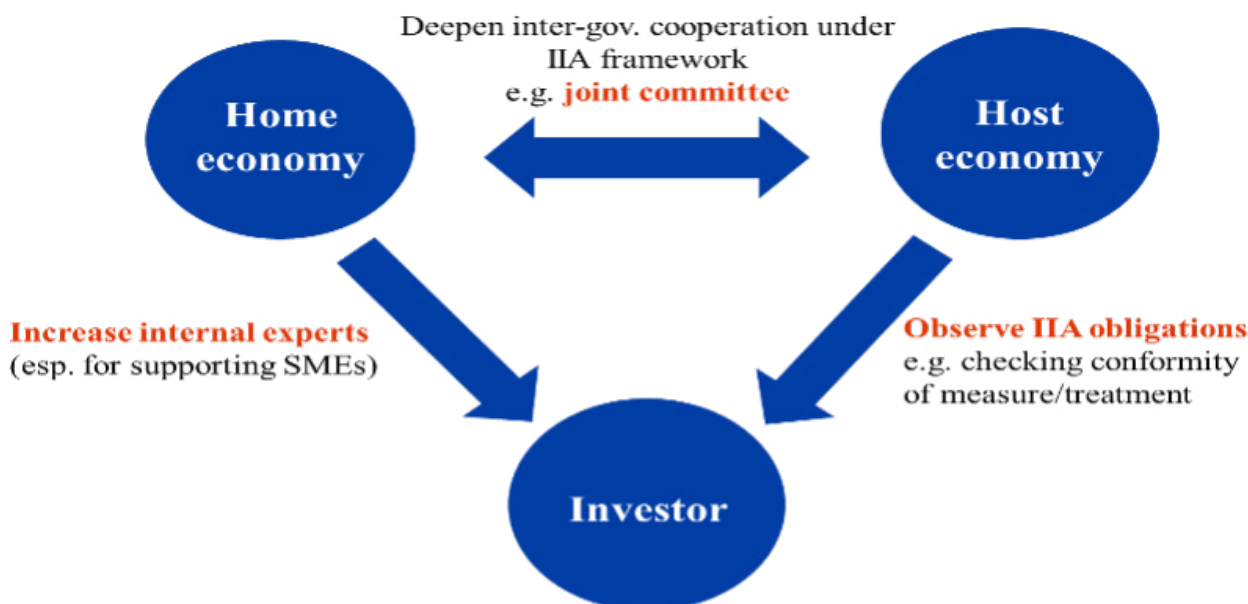 Deepen inter-gov. cooperation under
IIA framework
e.g. joint committee
Home
economy
Host
economy
Increase internal experts
(esp. for supporting SMEs)
Observe IIA obligations
e.g. checking conformity
of measure/treatment
Investor